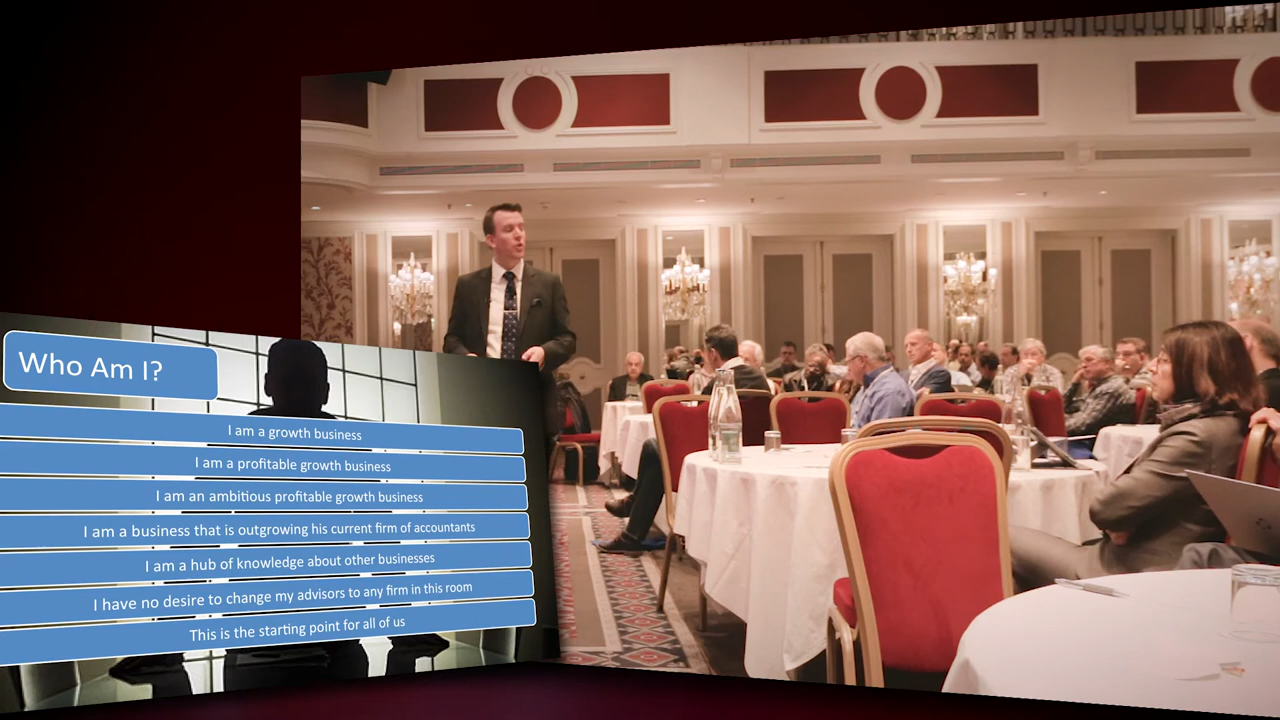 Who Am I?
I am a growth business
I am a profitable growth business
I am an ambitious profitable growth business
I am a business that is outgrowing his current firm of accountants
I am a hub of knowledge about other businesses
I have no desire to change my advisors to any firm in this room
This is the starting point for all of us